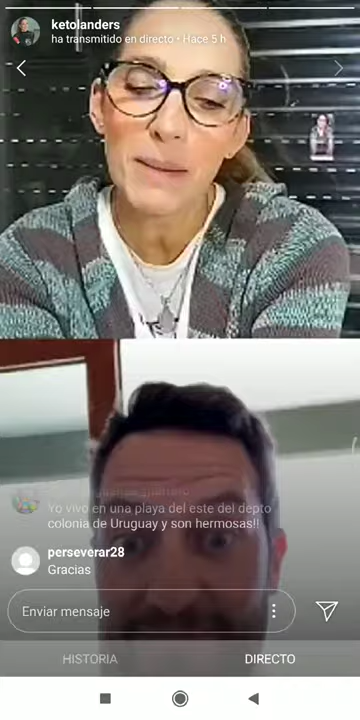 ketolanders
ha transmitido en directo • Hace 5 h
Yo vivo en una playa del este del depto
colonia de Uruguay y son hermosas!!
perseverar28
Gracias
Enviar mensaje
HISTORIA
DIRECTO